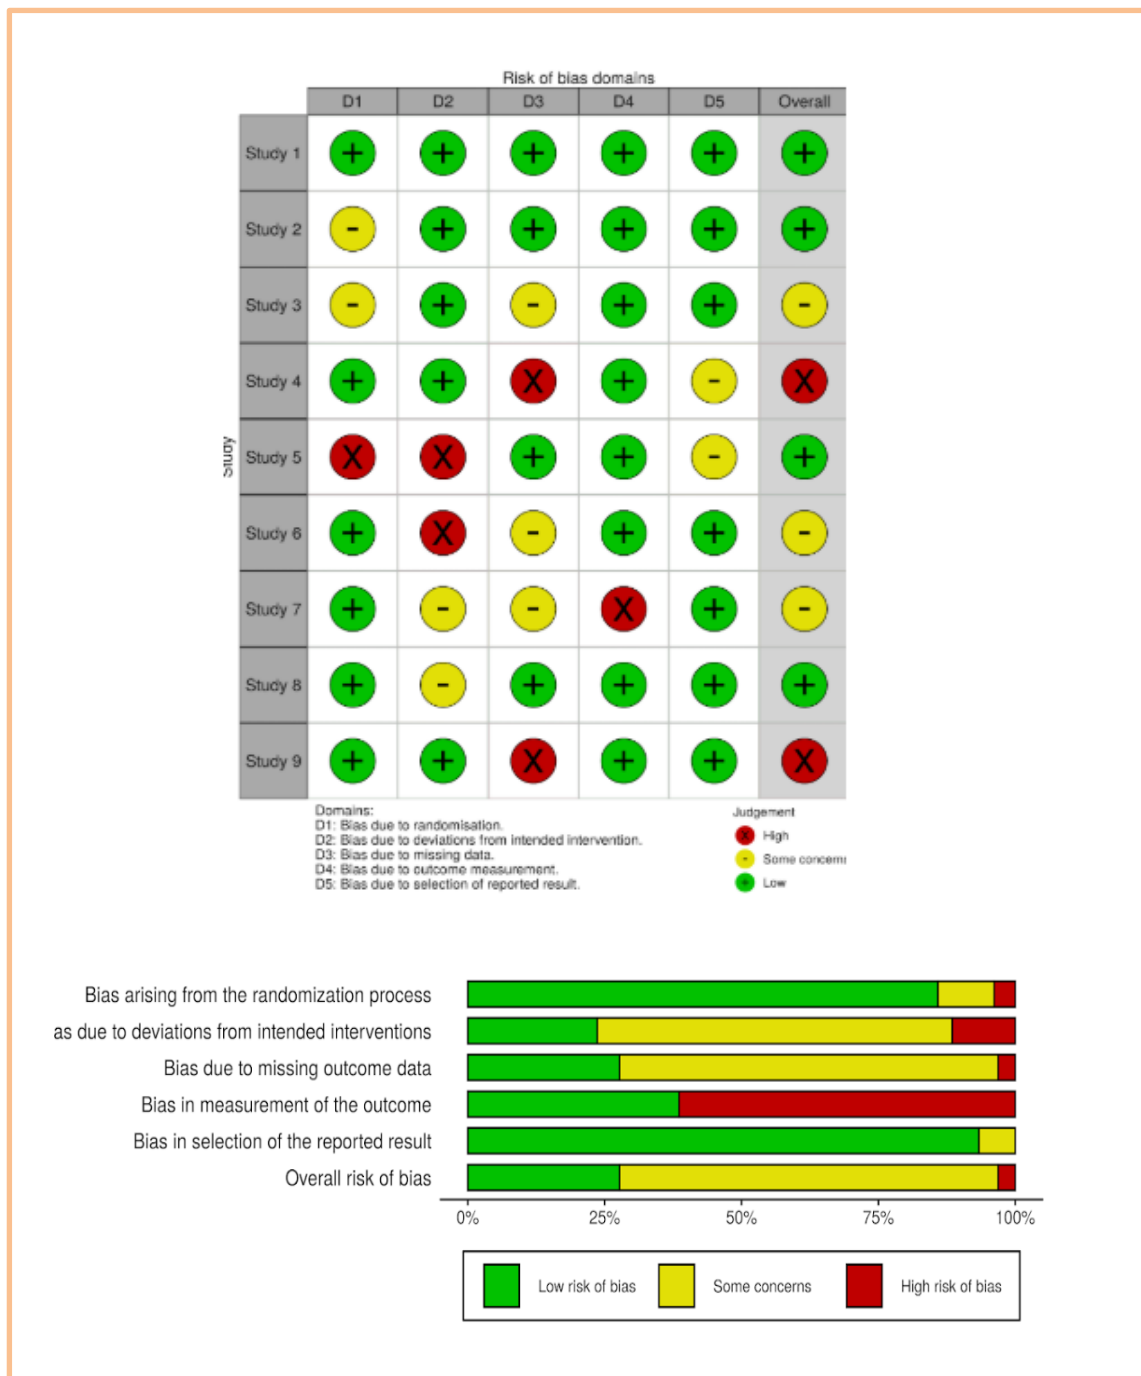 Risk of bias domains
D1 D2 D3 D4 D5 Overall
Study 1 + + + + + +
Study 2 - + + + + +
Study 3 - + - + + -
Study 4 + + X + - X
Study
Study 5 X X + + - +
Study 6 + X - + + -
Study 7 + - - X + -
Study 8 + - + + + +
Study 9 + + X + + X
Domains:
D1: Bias due to randomisation.
D2: Bias due to deviations from intended intervention.
D3: Bias due to missing data.
D4: Bias due to outcome measurement.
D5: Bias due to selection of reported result.
Judgement
X High
- Some concerns
+ Low
Bias arising from the randomization process
as due to deviations from intended interventions
Bias due to missing outcome data
Bias in measurement of the outcome
Bias in selection of the reported result
Overall risk of bias
0% 25% 50% 75% 100%
Low risk of bias Some concerns High risk of bias